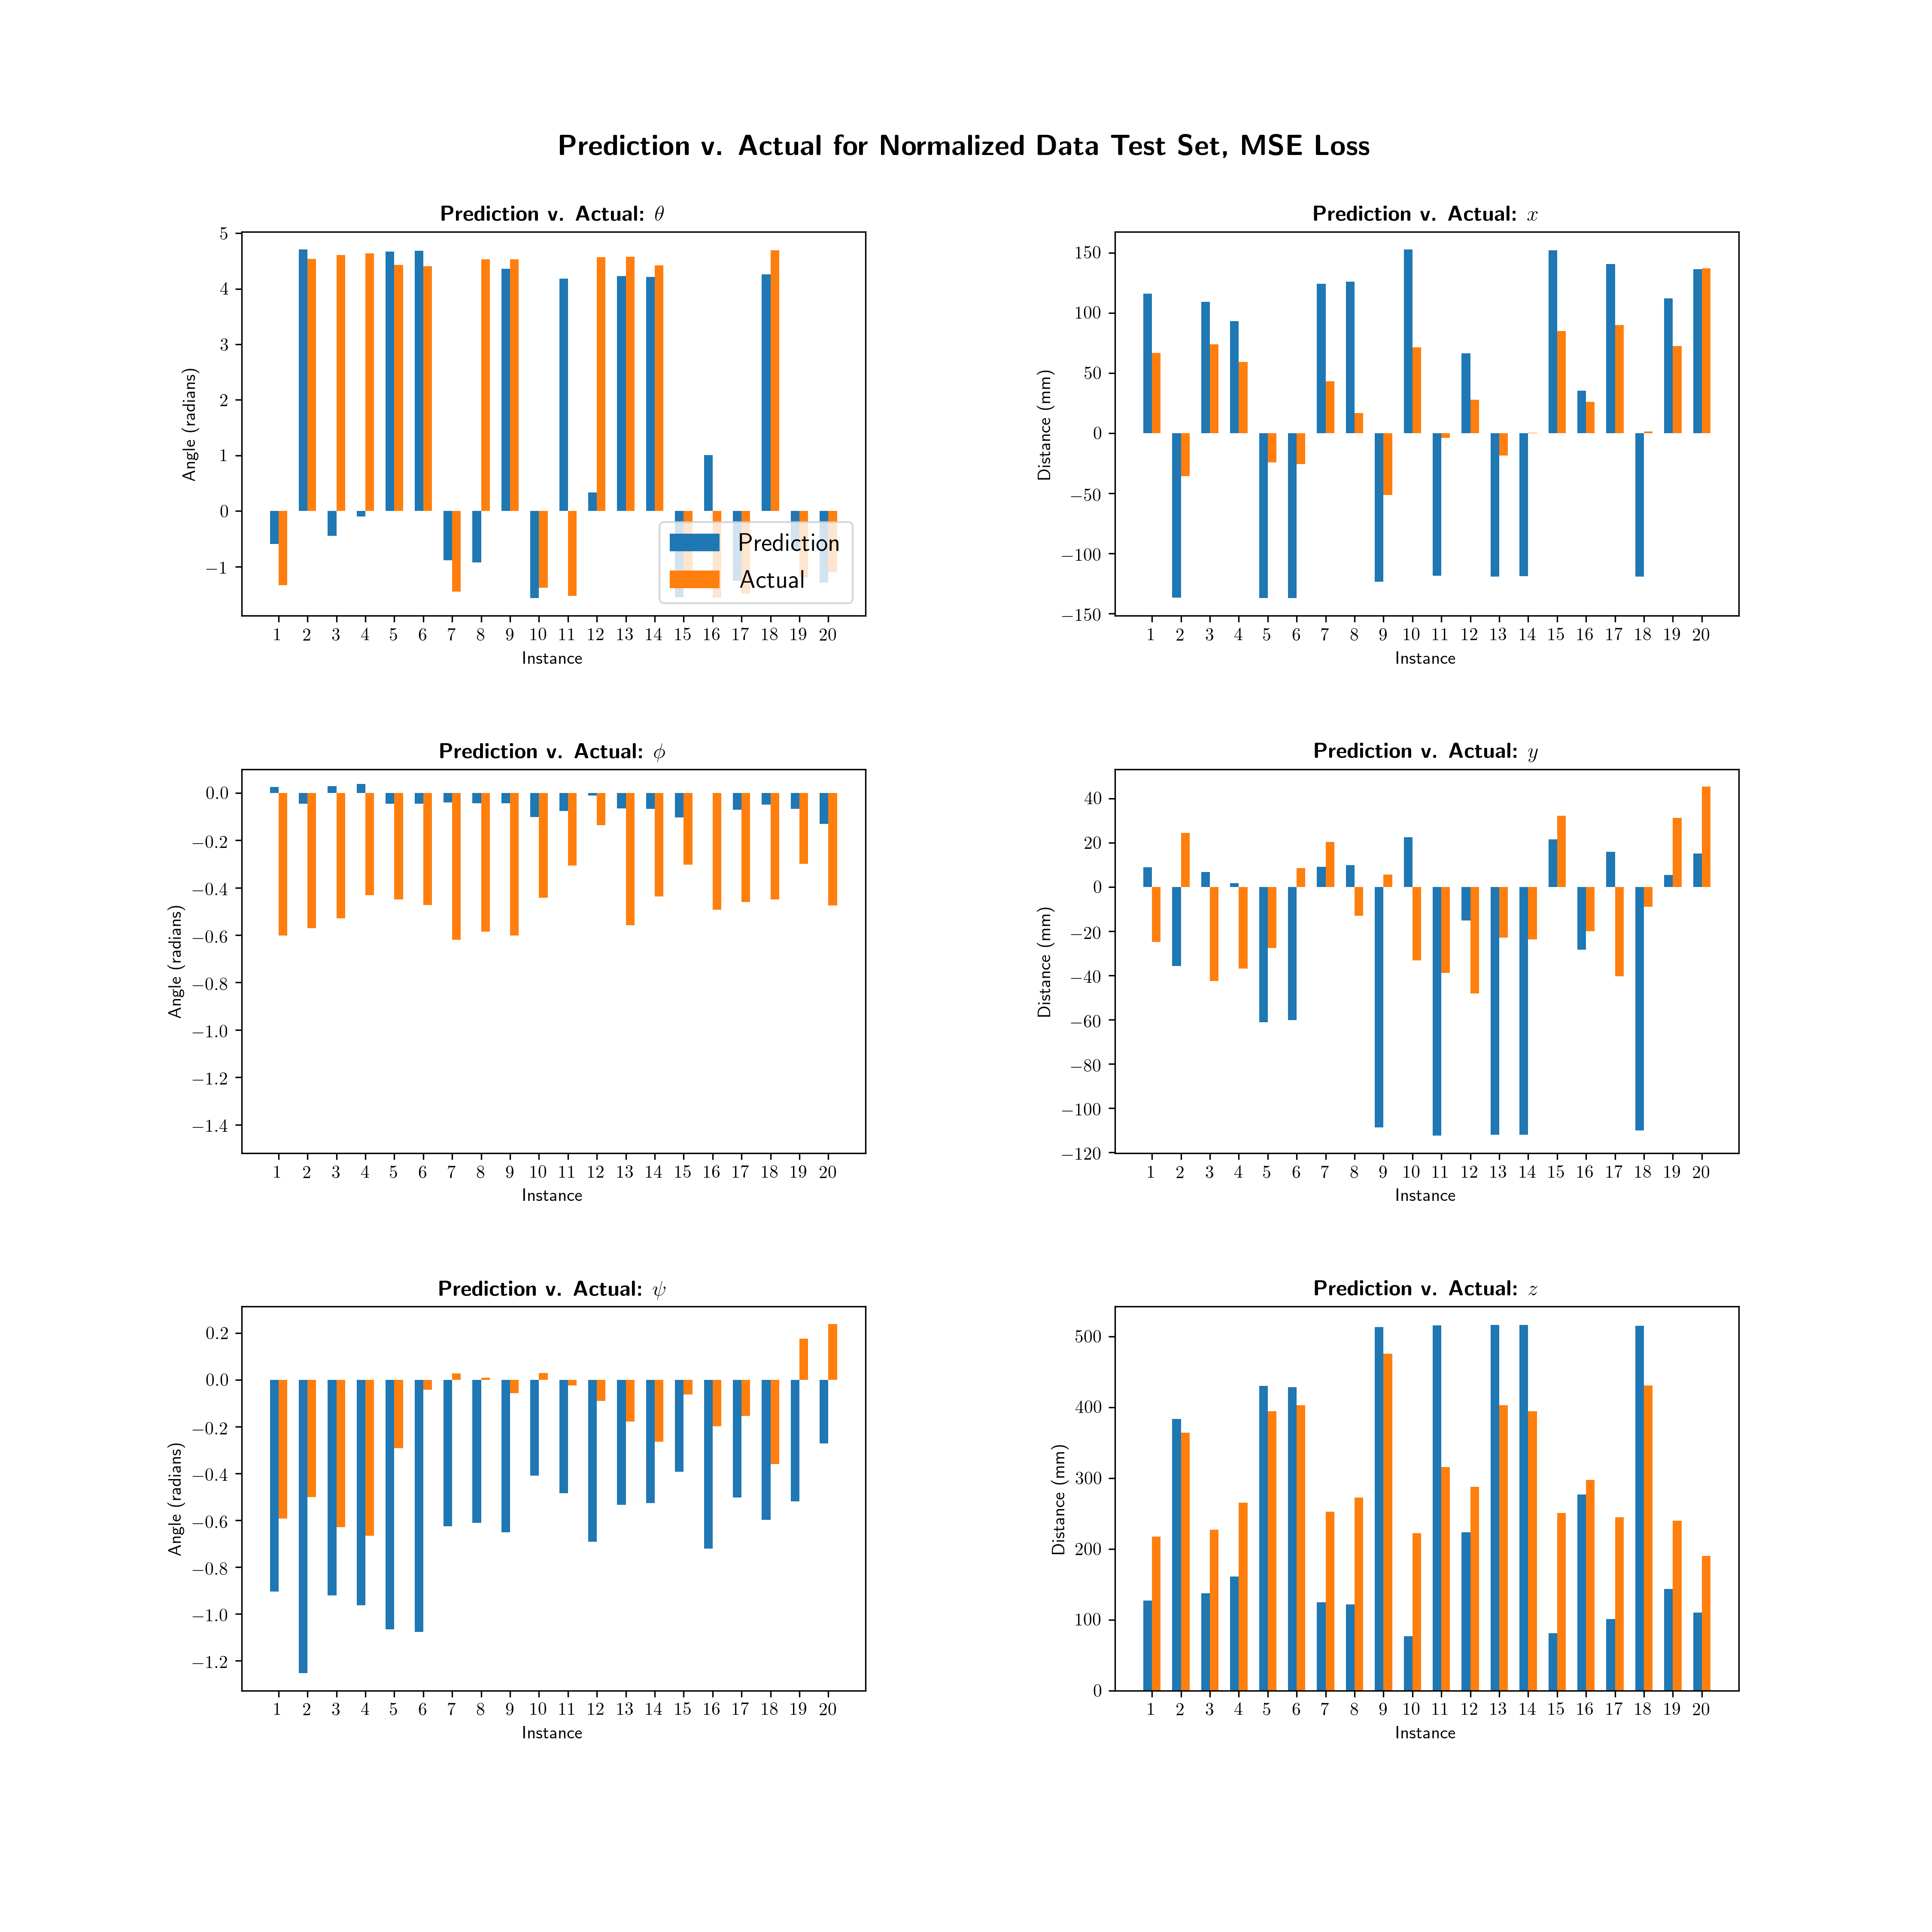 Prediction v. Actual for Normalized Data Test Set, MSE Loss
Prediction v. Actual: θ
5
4
3
2
1
0
−1
Angle (radians)
1 2 3 4 5 6 7 8 9 10 11 12 13 14 15 16 17 18 19 20
Instance
Prediction
Actual
Prediction v. Actual: x
150
100
50
0
−50
−100
−150
Distance (mm)
1 2 3 4 5 6 7 8 9 10 11 12 13 14 15 16 17 18 19 20
Instance
Prediction v. Actual: ϕ
0.0
−0.2
−0.4
−0.6
−0.8
−1.0
−1.2
−1.4
Angle (radians)
1 2 3 4 5 6 7 8 9 10 11 12 13 14 15 16 17 18 19 20
Instance
Prediction v. Actual: y
40
20
0
−20
−40
−60
−80
−100
−120
Distance (mm)
1 2 3 4 5 6 7 8 9 10 11 12 13 14 15 16 17 18 19 20
Instance
Prediction v. Actual: ψ
0.2
0.0
−0.2
−0.4
−0.6
−0.8
−1.0
−1.2
Angle (radians)
1 2 3 4 5 6 7 8 9 10 11 12 13 14 15 16 17 18 19 20
Instance
Prediction v. Actual: z
500
400
300
200
100
0
Distance (mm)
1 2 3 4 5 6 7 8 9 10 11 12 13 14 15 16 17 18 19 20
Instance